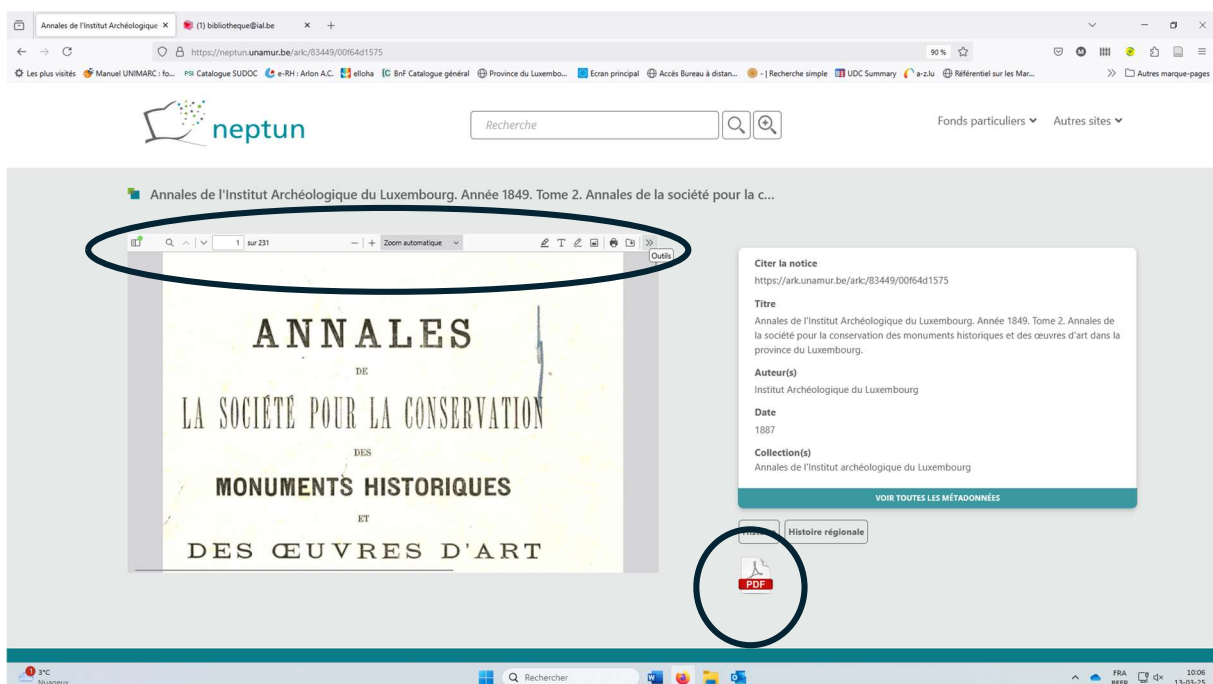 Annales de l'Institut Archéologique
(1) bibliotheque@ial.be
https://neptun.unamur.be/ark:/83449/00f64d1575
90 %
Les plus visités
Manuel UNIMARC : fo...
PSI Catalogue SUDOC
e-RH : Arlon A.C.
elloha
BnF Catalogue général
Province du Luxembo...
Ecran principal
Accès Bureau à distan...
- | Recherche simple
UDC Summary
a-z.lu
Référentiel sur les Mar...
Autres marque-pages
neptun
Recherche
Fonds particuliers
Autres sites
Annales de l'Institut Archéologique du Luxembourg. Année 1849. Tome 2. Annales de la société pour la c...
1 sur 231
Zoom automatique
Outils
ANNALES
DE
LA SOCIÉTÉ POUR LA CONSERVATION
DES
MONUMENTS HISTORIQUES
ET
DES ŒUVRES D'ART
Citer la notice
https://ark.unamur.be/ark:/83449/00f64d1575
Titre
Annales de l'Institut Archéologique du Luxembourg. Année 1849. Tome 2. Annales de
la société pour la conservation des monuments historiques et des œuvres d'art dans la
province du Luxembourg.
Auteur(s)
Institut Archéologique du Luxembourg
Date
1887
Collection(s)
Annales de l'Institut archéologique du Luxembourg
VOIR TOUTES LES MÉTADONNÉES
Histoire
Histoire régionale
PDF
1
3°C
Nuageux
Rechercher
FRA
BEFR
10:06
13-03-25